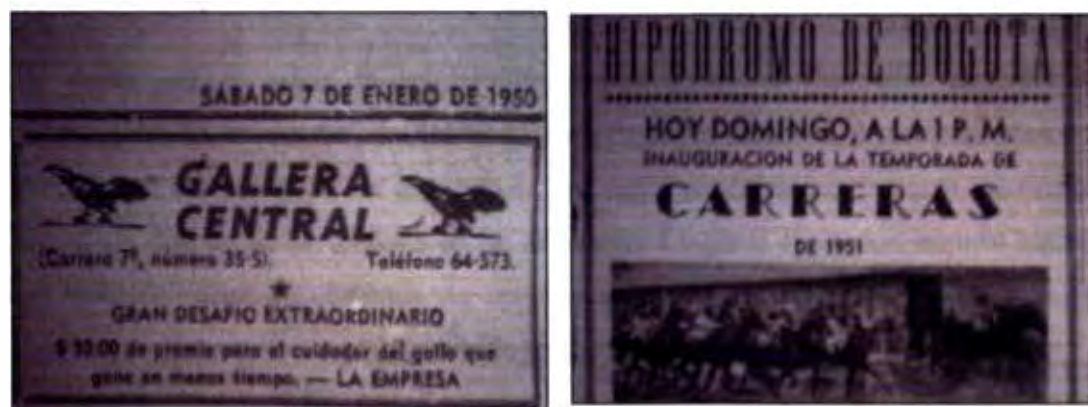 SABADO 7 DE ENERO DE 1950
GALLERA
CENTRAL
(Carrera 7ª, número 35-5). Teléfono 64-573.
GRAN DESAFIO EXTRAORDINARIO
de premio para el cuidador del gallo que
gane en menos tiempo. — LA EMPRESA
HIPODROMO DE BOGOTA
HOY DOMINGO, A LA 1 P. M.
INAUGURACION DE LA TEMPORADA DE
CARRERAS
DE 1951